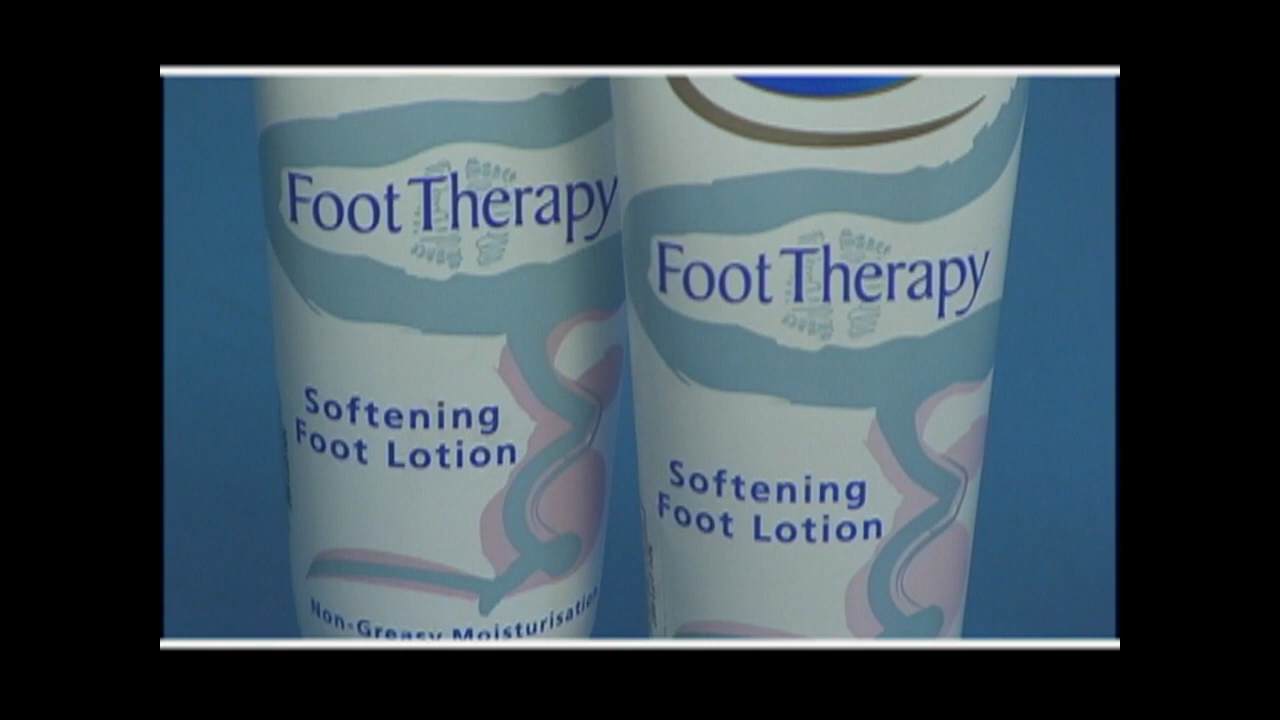 Foot Therapy
Softening
Foot Lotion
Non-Greasy Moisturisation
Foot Therapy
Softening
Foot Lotion